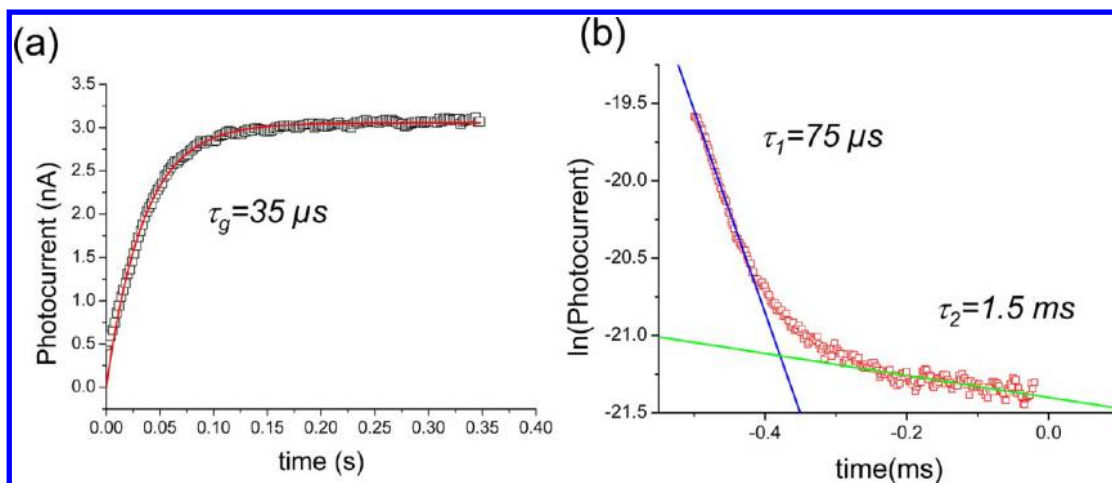 (a)
3.5
3.0
2.5
2.0
1.5
1.0
0.5
0.0
Photocurrent (nA)
τg=35 μs
0.00 0.05 0.10 0.15 0.20 0.25 0.30 0.35 0.40
time (s)
(b)
-19.5
-20.0
-20.5
-21.0
-21.5
ln(Photocurrent)
τ1=75 μs
τ2=1.5 ms
-0.4 -0.2 0.0
time(ms)